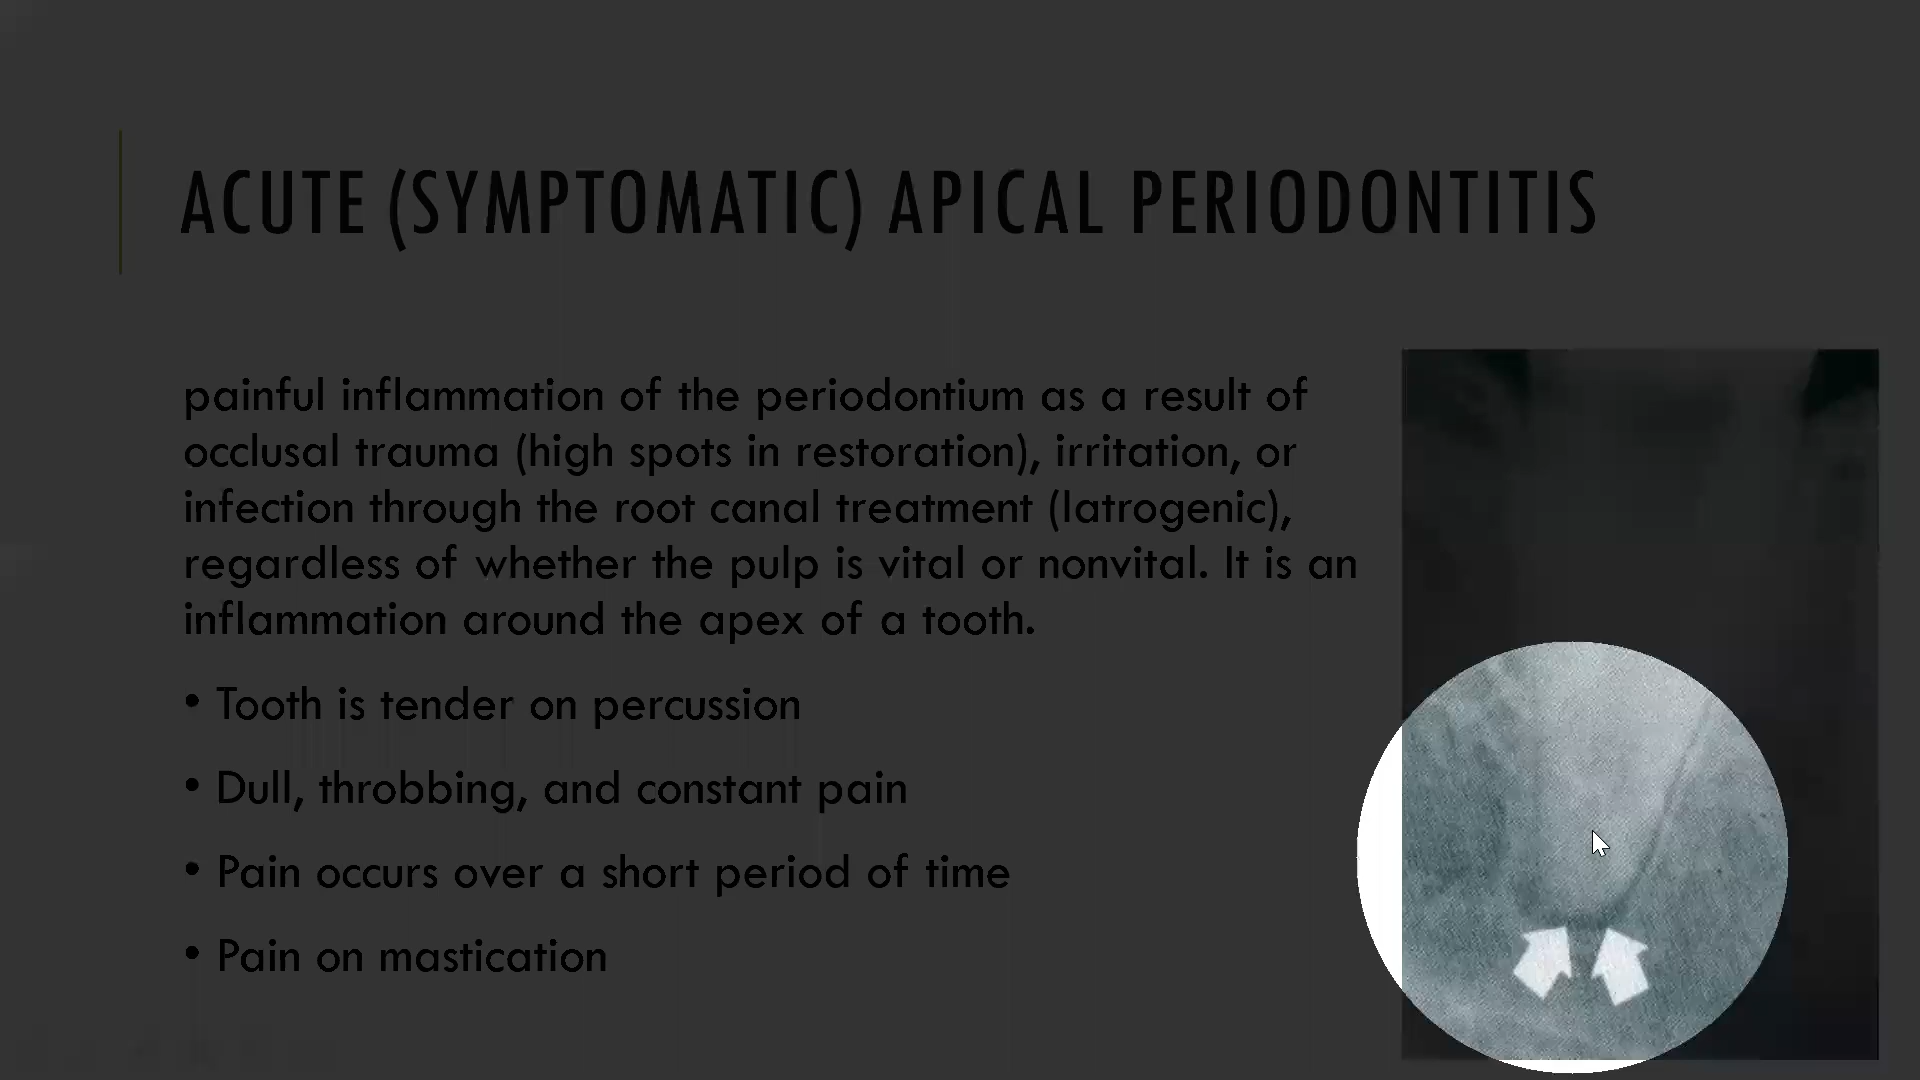 ACUTE (SYMPTOMATIC) APICAL PERIODONTITIS
painful inflammation of the periodontium as a result of
occlusal trauma (high spots in restoration), irritation, or
infection through the root canal treatment (Iatrogenic),
regardless of whether the pulp is vital or nonvital. It is an
inflammation around the apex of a tooth.
• Tooth is tender on percussion
• Dull, throbbing, and constant pain
• Pain occurs over a short period of time
• Pain on mastication